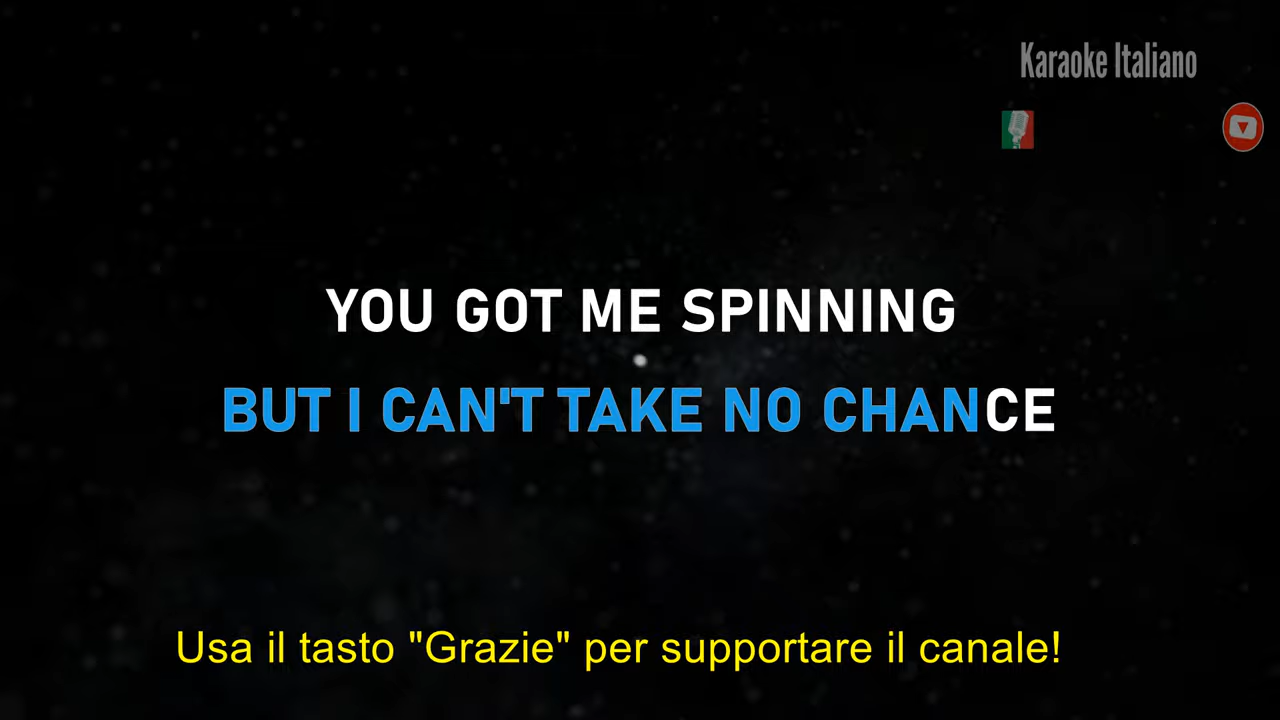 Karaoke Italiano
YOU GOT ME SPINNING
BUT I CAN'T TAKE NO CHANCE
Usa il tasto "Grazie" per supportare il canale!